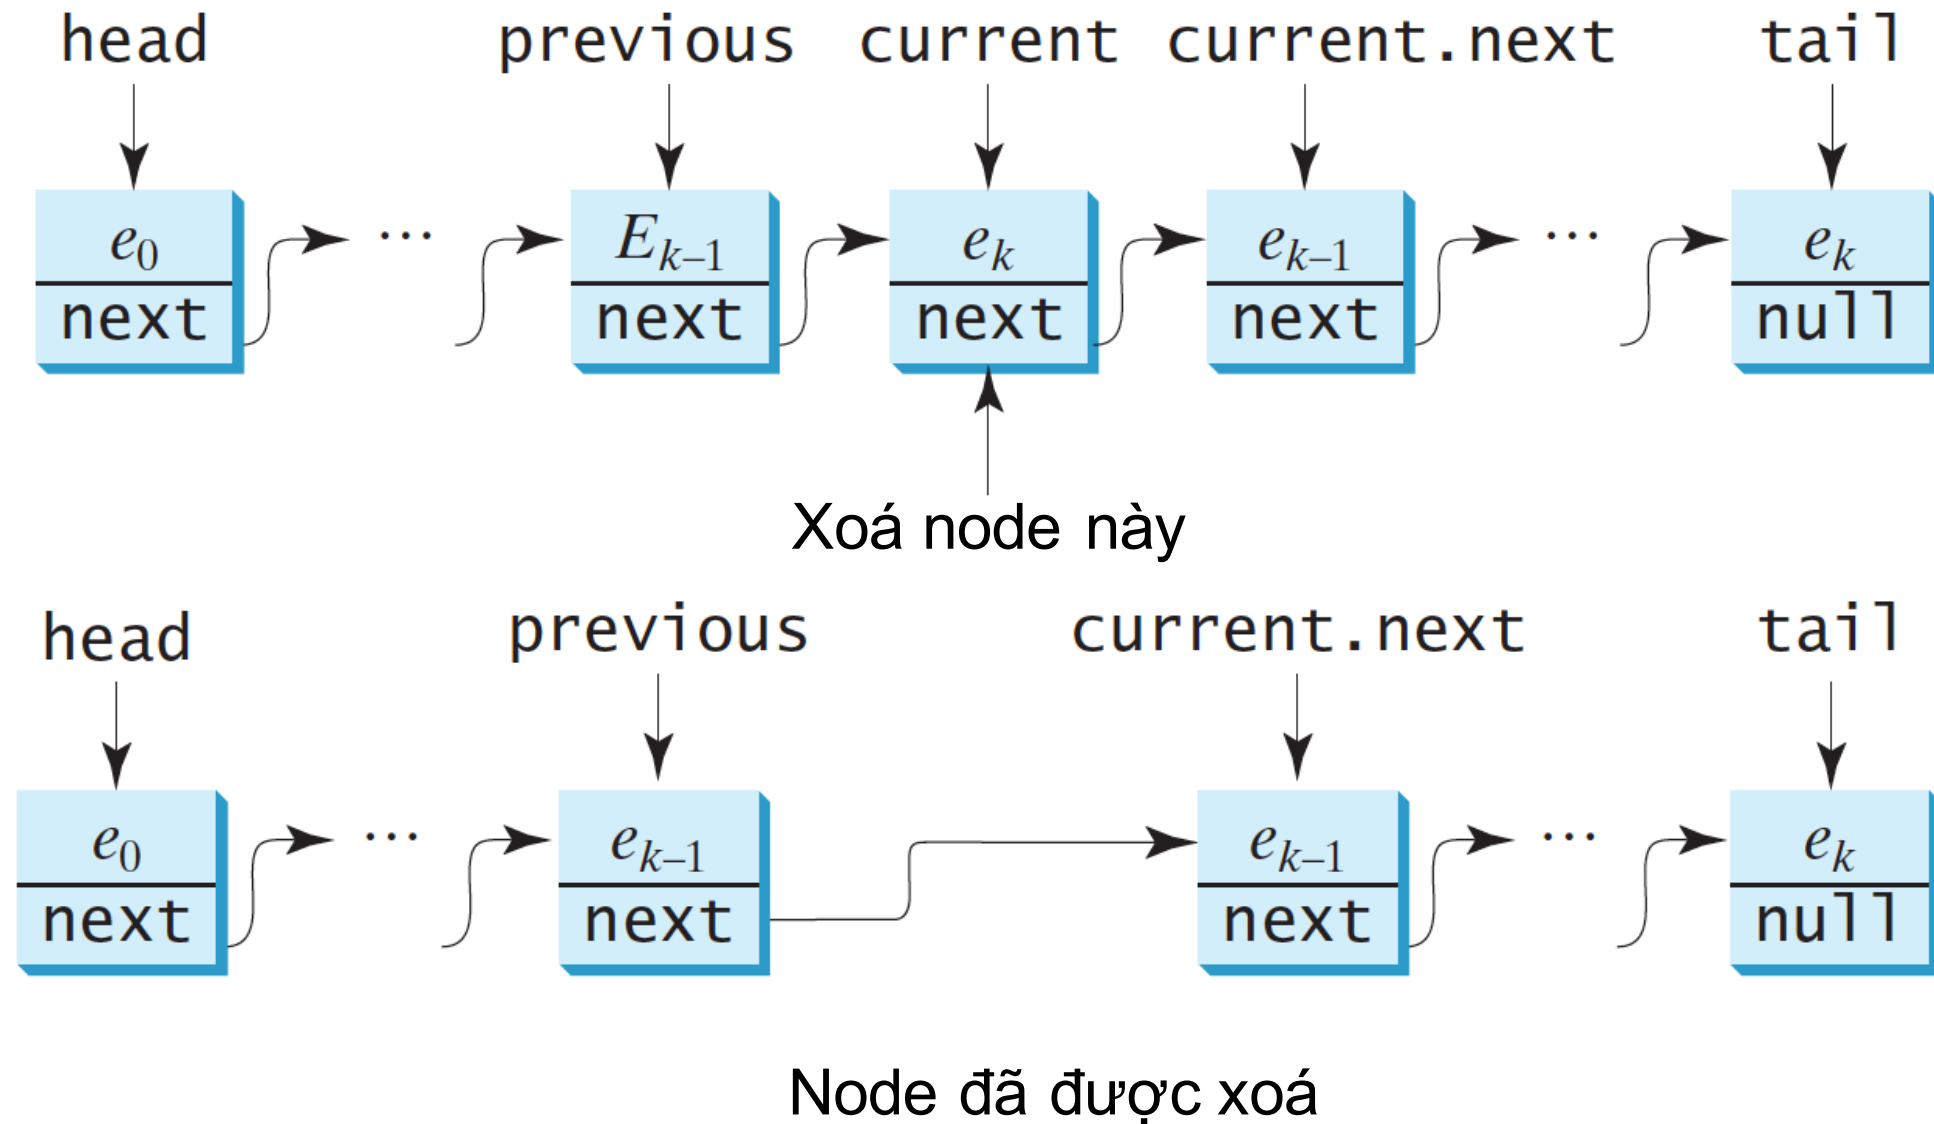 head previous current current.next tail
e0 ... Ek–1 ek ek–1 ... ek
next next next next null
Xoá node này
head previous current.next tail
e0 ... ek–1 ek–1 ... ek
next next next null
Node đã được xoá